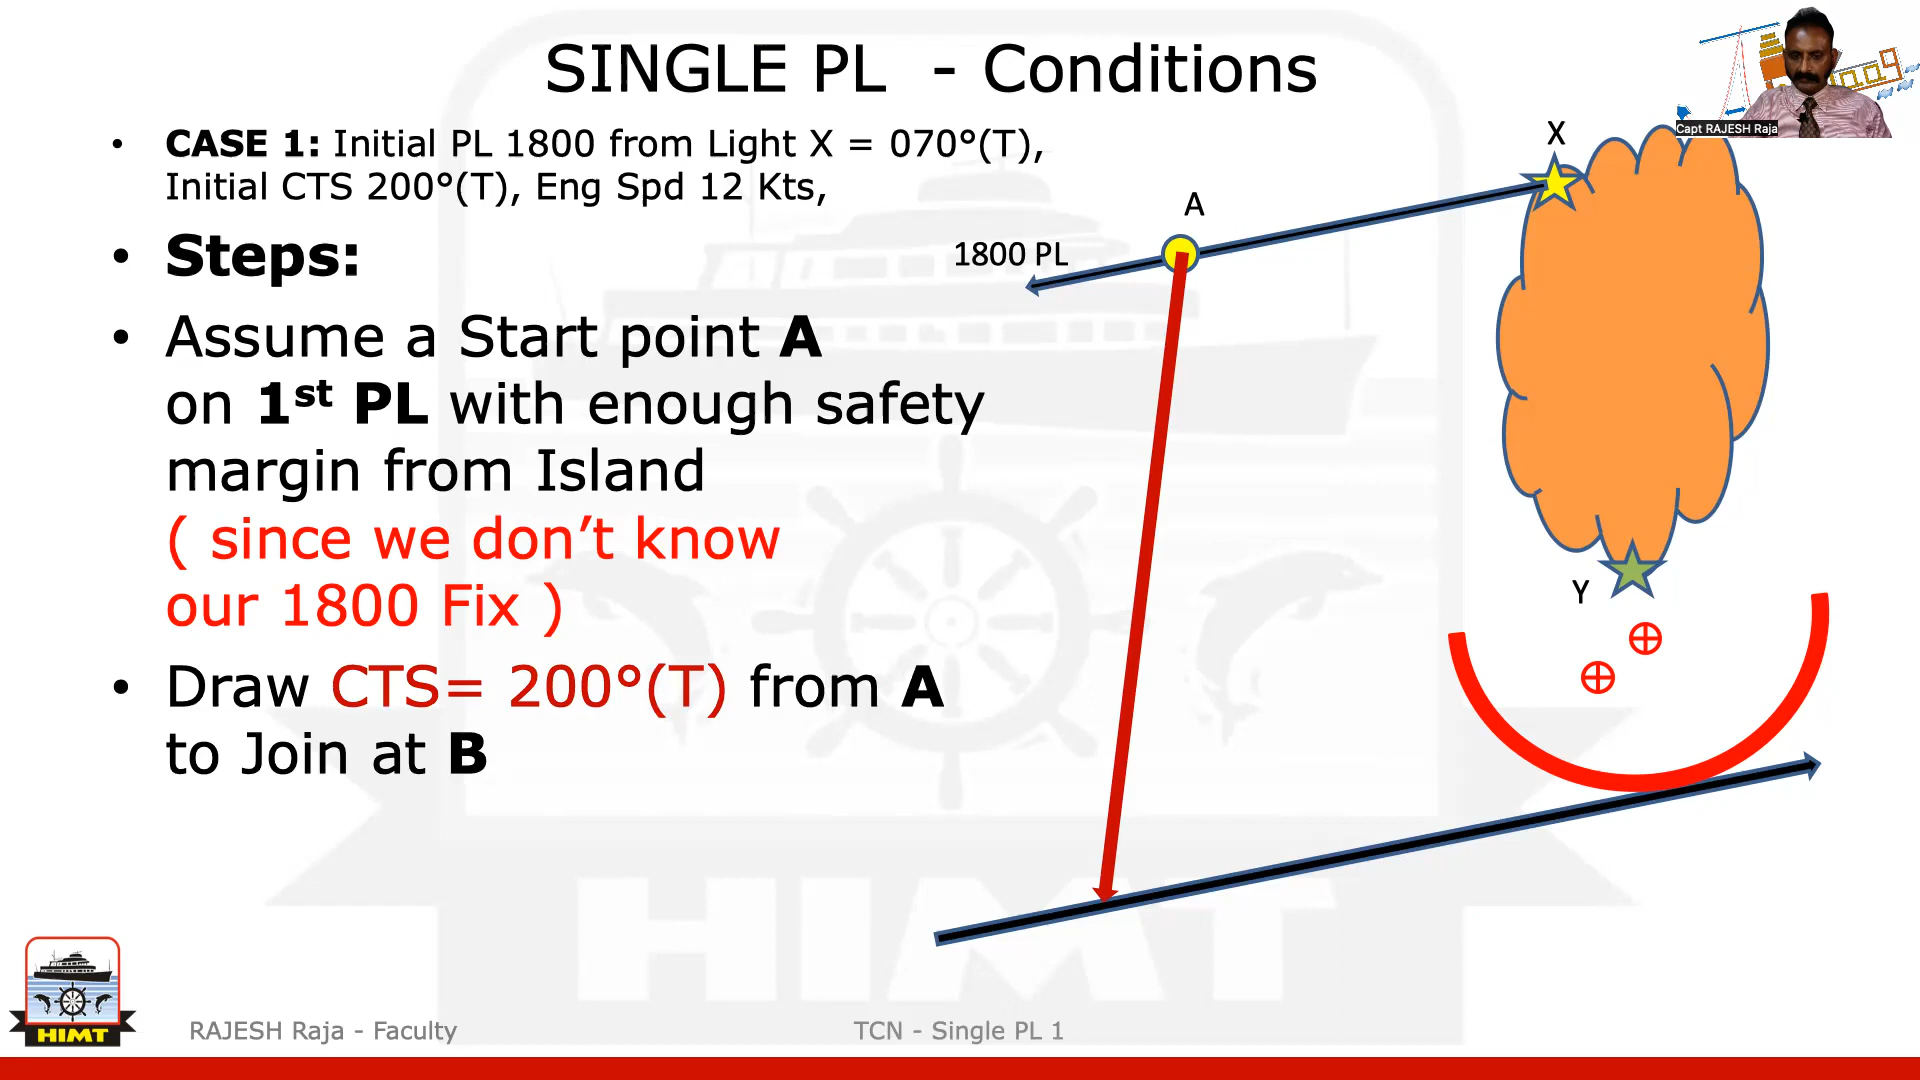 SINGLE PL - Conditions
• CASE 1: Initial PL 1800 from Light X = 070°(T),
Initial CTS 200°(T), Eng Spd 12 Kts,
• Steps:
• Assume a Start point A
on 1st PL with enough safety
margin from Island
( since we don’t know
our 1800 Fix )
• Draw CTS= 200°(T) from A
to Join at B
X
A
1800 PL
Y
Capt RAJESH Raja
HIMT
HIMT
RAJESH Raja - Faculty
TCN - Single PL 1